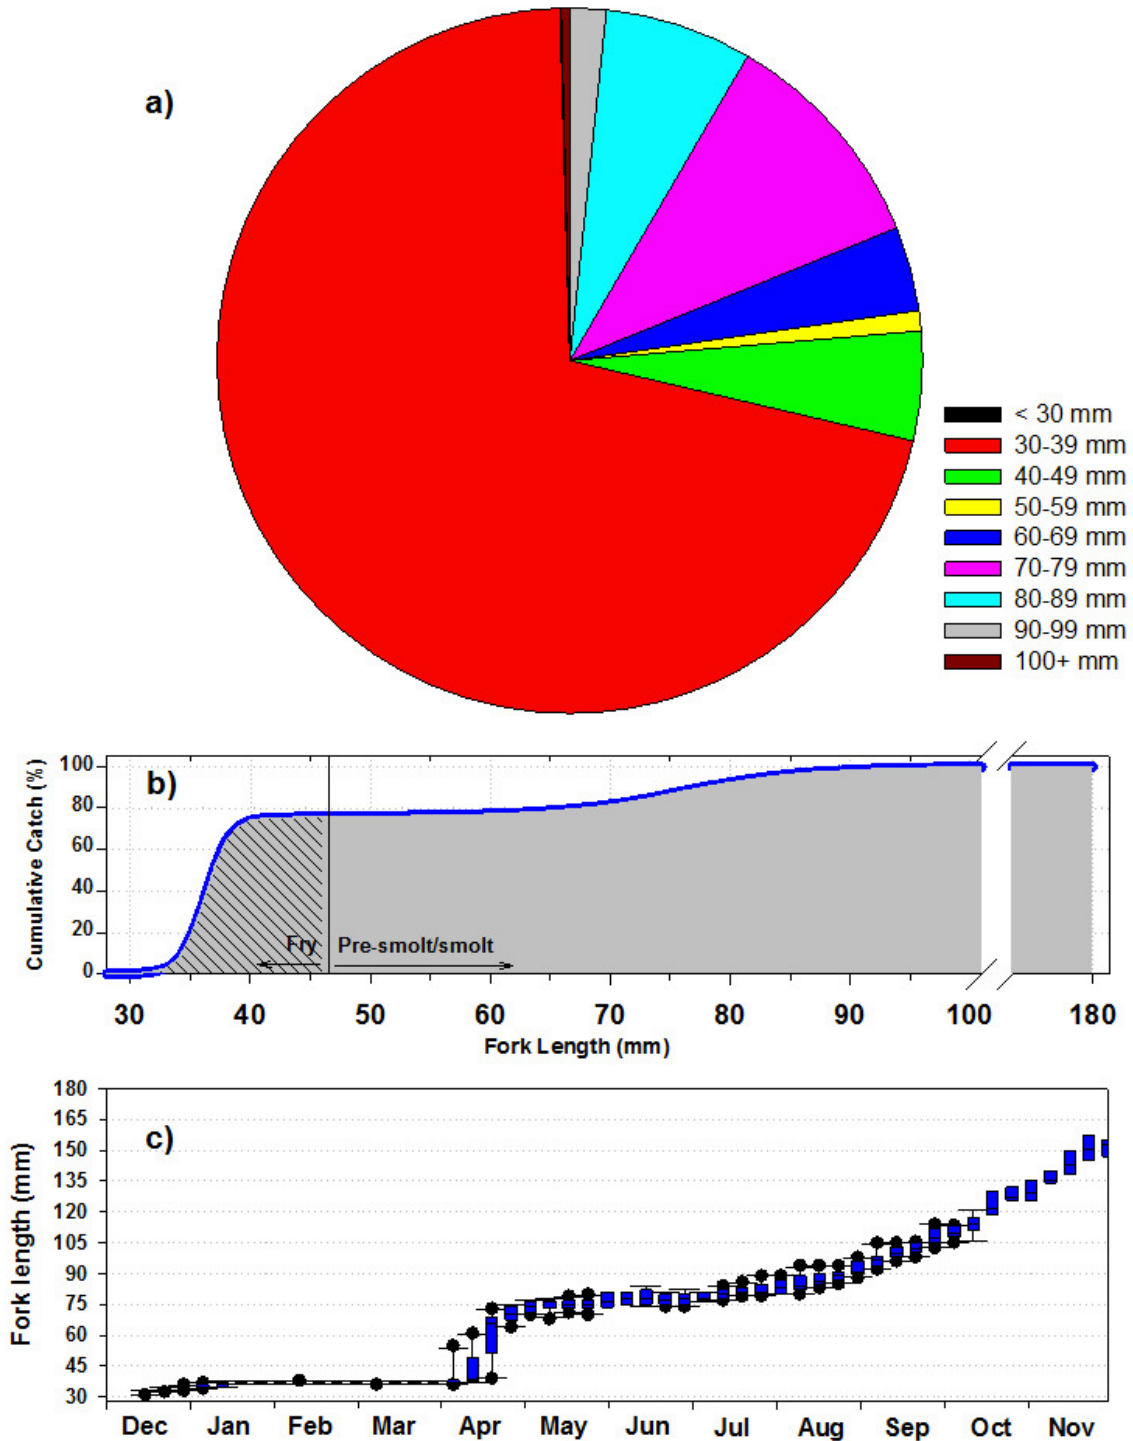 a)
< 30 mm
30-39 mm
40-49 mm
50-59 mm
60-69 mm
70-79 mm
80-89 mm
90-99 mm
100+ mm
b)
Cumulative Catch (%)
100
80
60
40
20
0
Fry
Pre-smolt/smolt
30 40 50 60 70 80 90 100 180
Fork Length (mm)
c)
Fork length (mm)
180
165
150
135
120
105
90
75
60
45
30
Dec Jan Feb Mar Apr May Jun Jul Aug Sep Oct Nov